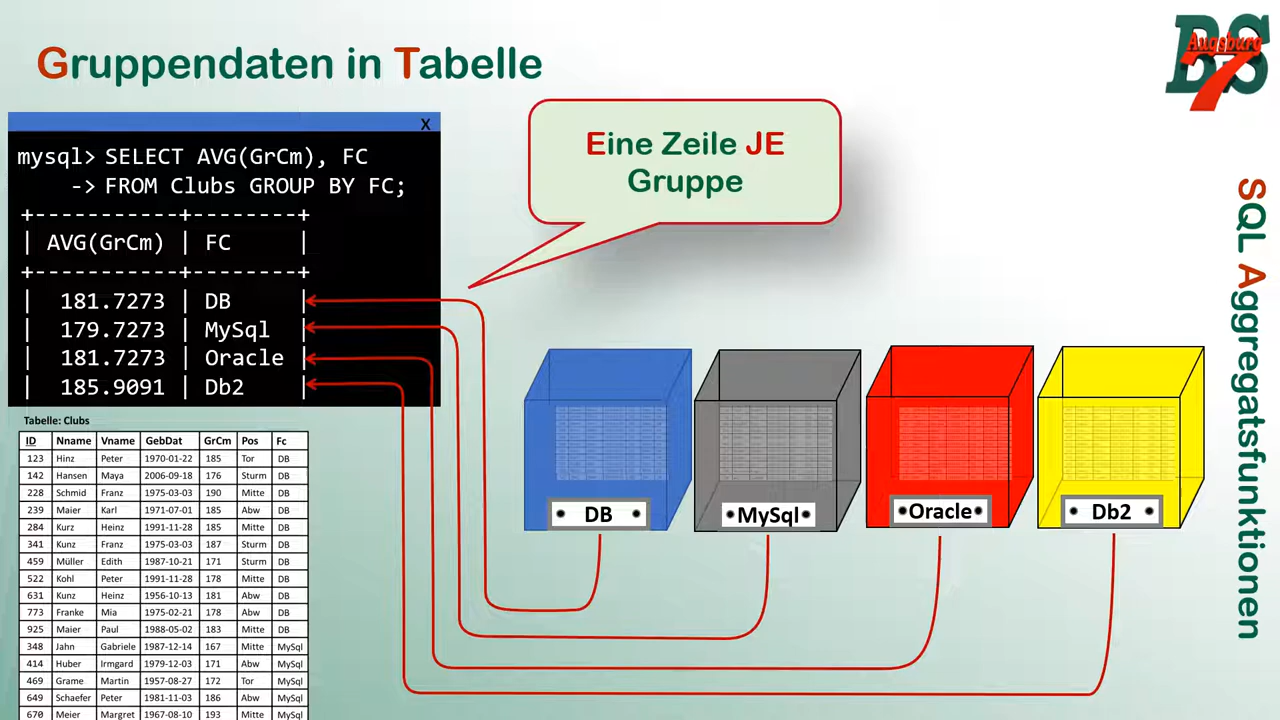 Gruppendaten in Tabelle
BS
Augsburg
7
SQL Aggregatsfunktionen
X
mysql> SELECT AVG(GrCm), FC
-> FROM Clubs GROUP BY FC;
+-----------+--------+
| AVG(GrCm) | FC |
+-----------+--------+
| 181.7273 | DB |
| 179.7273 | MySql |
| 181.7273 | Oracle |
| 185.9091 | Db2 |
Eine Zeile JE
Gruppe
DB
MySql
Oracle
Db2
Tabelle: Clubs
ID Nname Vname GebDat GrCm Pos Fc
123 Hinz Peter 1970-01-22 185 Tor DB
142 Hansen Maya 2006-09-18 176 Sturm DB
228 Schmid Franz 1975-03-03 190 Mitte DB
239 Maier Karl 1971-07-01 185 Abw DB
284 Kurz Heinz 1991-11-28 185 Mitte DB
341 Kunz Franz 1975-03-03 187 Sturm DB
459 Müller Edith 1987-10-21 171 Sturm DB
522 Kohl Peter 1991-11-28 178 Mitte DB
631 Kunz Heinz 1956-10-13 181 Abw DB
773 Franke Mia 1975-02-21 178 Abw DB
925 Maier Paul 1988-05-02 183 Mitte DB
348 Jahn Gabriele 1987-12-14 167 Mitte MySql
414 Huber Irmgard 1979-12-03 171 Abw MySql
469 Grame Martin 1957-08-27 172 Tor MySql
649 Schaefer Peter 1981-11-03 186 Abw MySql
670 Meier Margret 1967-08-10 193 Mitte MySql